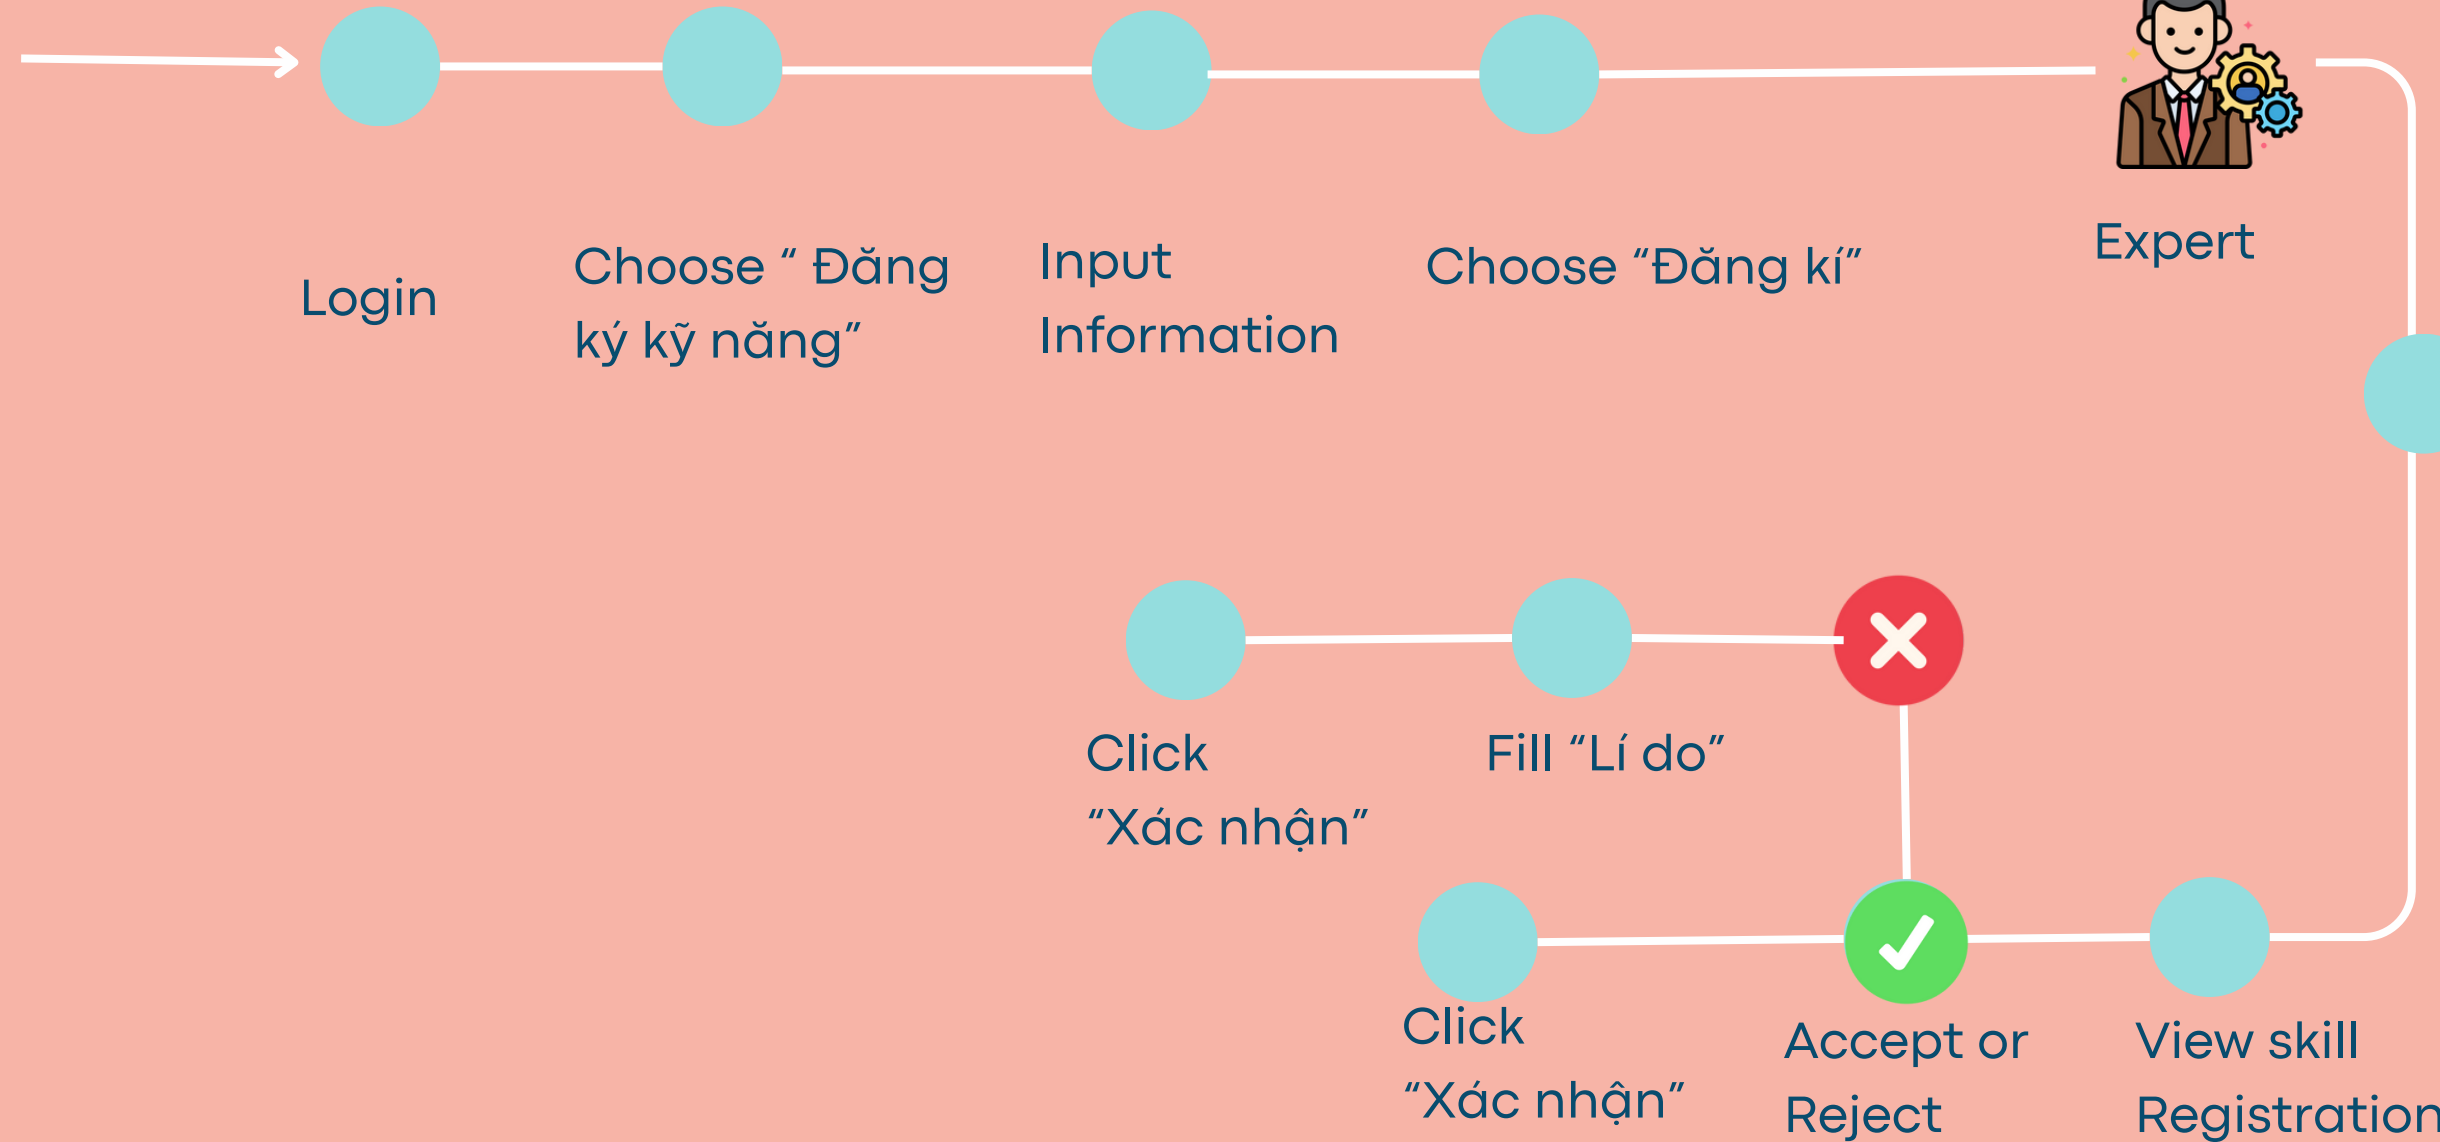 Login
Choose “ Đăng
ký kỹ năng”
Input
Information
Choose “Đăng kí”
Expert
Click
“Xác nhận”
Fill “Lí do”
Click
“Xác nhận”
Accept or
Reject
View skill
Registration